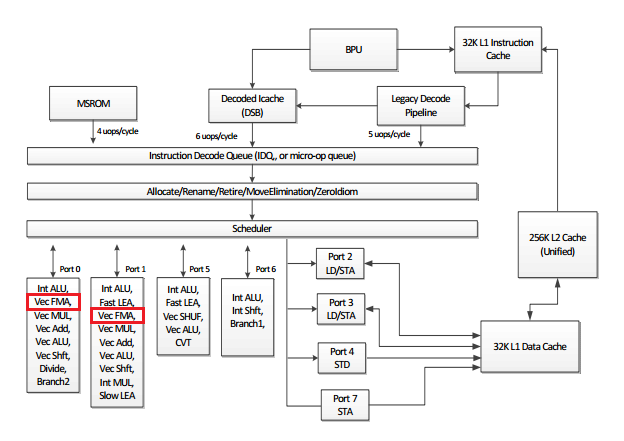 BPU
32K L1 Instruction
Cache
MSROM
Decoded Icache
(DSB)
Legacy Decode
Pipeline
4 uops/cycle
6 uops/cycle
5 uops/cycle
Instruction Decode Queue (IDQ,, or micro-op queue)
Allocate/Rename/Retire/MoveElimination/ZeroIdiom
Scheduler
256K L2 Cache
(Unified)
Port 0
Int ALU,
Vec FMA,
Vec MUL,
Vec Add,
Vec ALU,
Vec Shft,
Divide,
Branch2
Port 1
Int ALU,
Fast LEA,
Vec FMA,
Vec MUL,
Vec Add,
Vec ALU,
Vec Shft,
Int MUL,
Slow LEA
Port 5
Int ALU,
Fast LEA,
Vec SHUF,
Vec ALU,
CVT
Port 6
Int ALU,
Int Shft,
Branch1,
Port 2
LD/STA
Port 3
LD/STA
Port 4
STD
Port 7
STA
32K L1 Data Cache